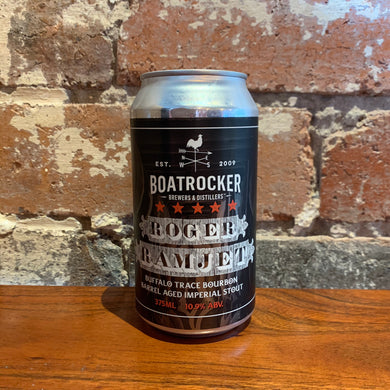 N
W E
S
EST. 2009
BOATROCKER
BREWERS & DISTILLERS
ROGER
RAMJET
BUFFALO TRACE BOURBON
BARREL AGED IMPERIAL STOUT
375ML 10.9% ABV.